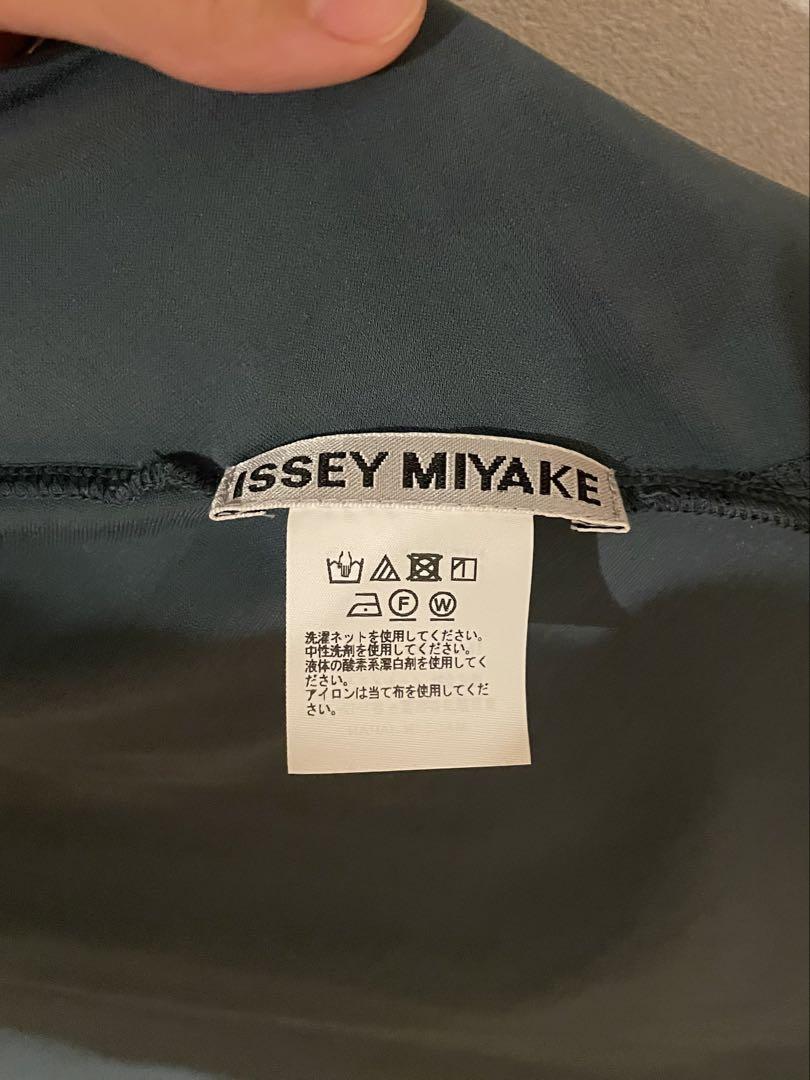 ISSEY MIYAKE
F W
洗濯ネットを使用してください。
中性洗剤を使用してください。
液体の酸素系漂白剤を使用してく
ださい。
アイロンは当て布を使用してくだ
さい。